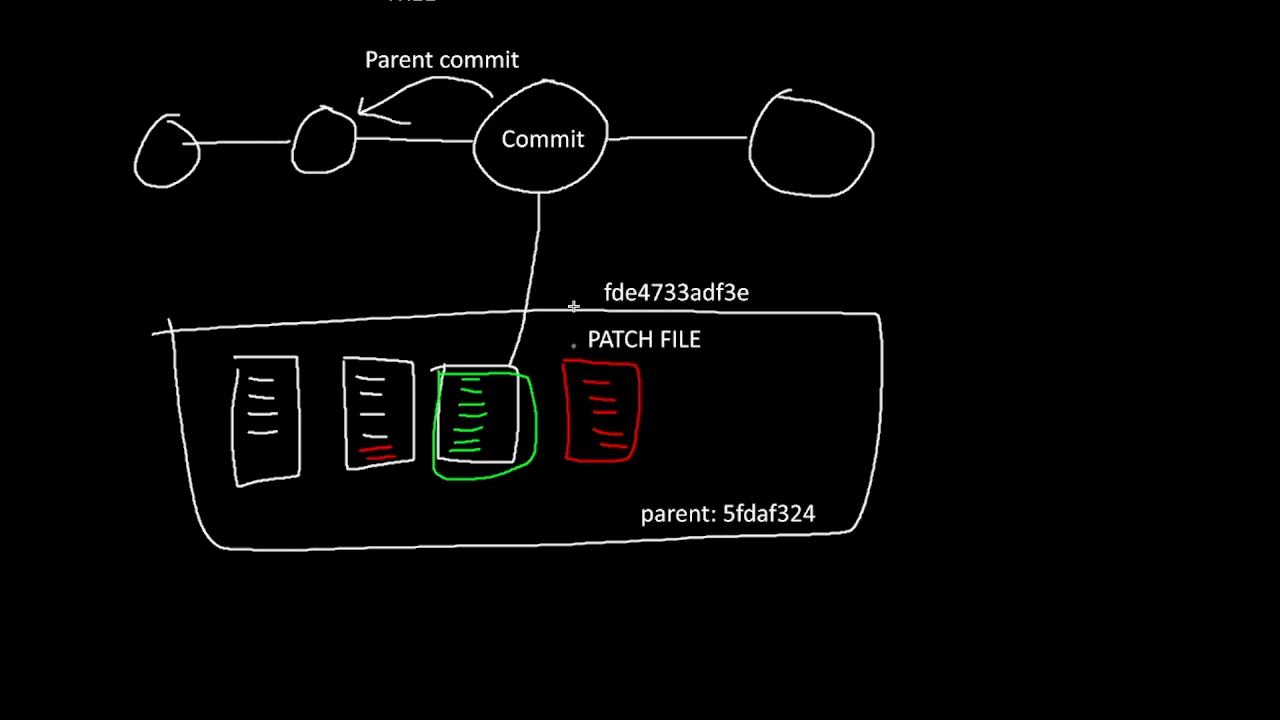 Parent commit
Commit
fde4733adf3e
PATCH FILE
parent: 5fdaf324